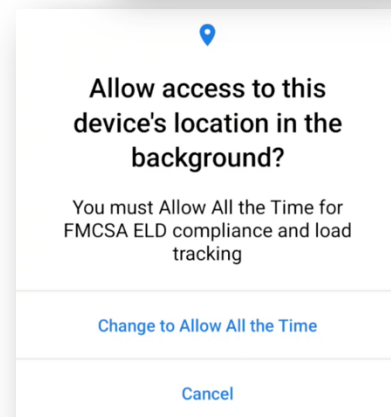 Allow access to this
device's location in the
background?
You must Allow All the Time for
FMCSA ELD compliance and load
tracking
Change to Allow All the Time
Cancel